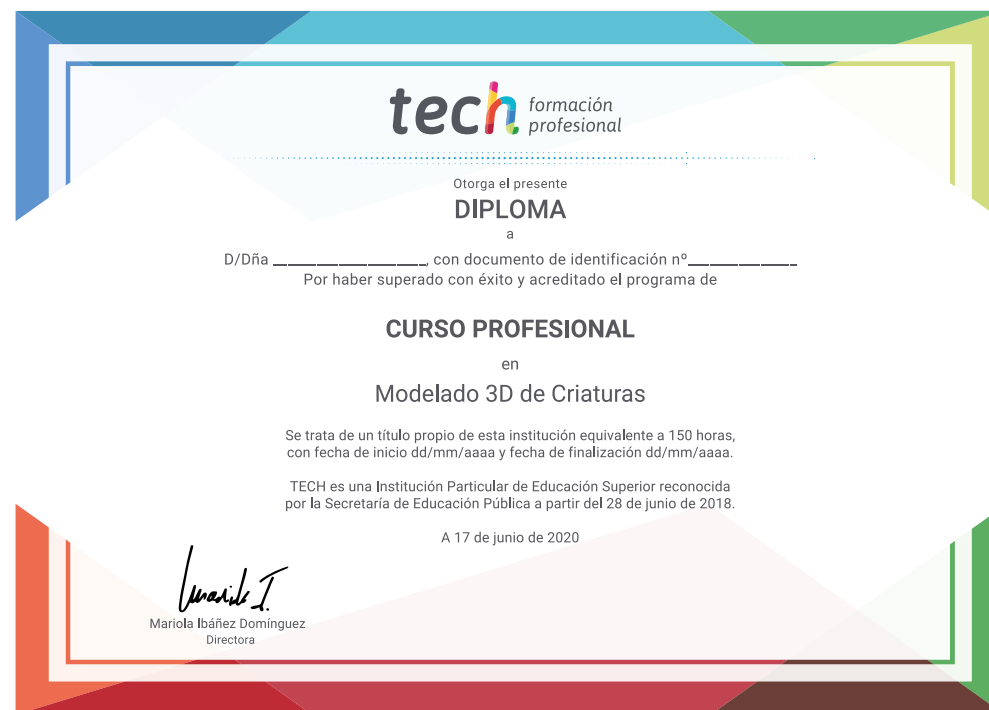 tech formación
profesional
Otorga el presente
DIPLOMA
a
D/Dña ______________________, con documento de identificación nº________________
Por haber superado con éxito y acreditado el programa de
CURSO PROFESIONAL
en
Modelado 3D de Criaturas
Se trata de un título propio de esta institución equivalente a 150 horas,
con fecha de inicio dd/mm/aaaa y fecha de finalización dd/mm/aaaa.
TECH es una Institución Particular de Educación Superior reconocida
por la Secretaría de Educación Pública a partir del 28 de junio de 2018.
A 17 de junio de 2020
Mariola Ibáñez Domínguez
Directora